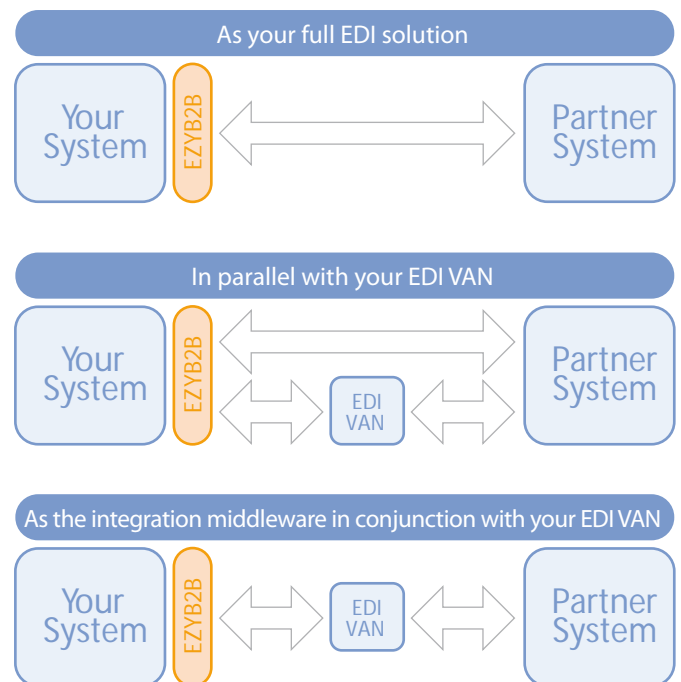 As your full EDI solution
Your
System
EZYB2B
Partner
System
In parallel with your EDI VAN
Your
System
EZYB2B
EDI
VAN
Partner
System
As the integration middleware in conjunction with your EDI VAN
Your
System
EZYB2B
EDI
VAN
Partner
System